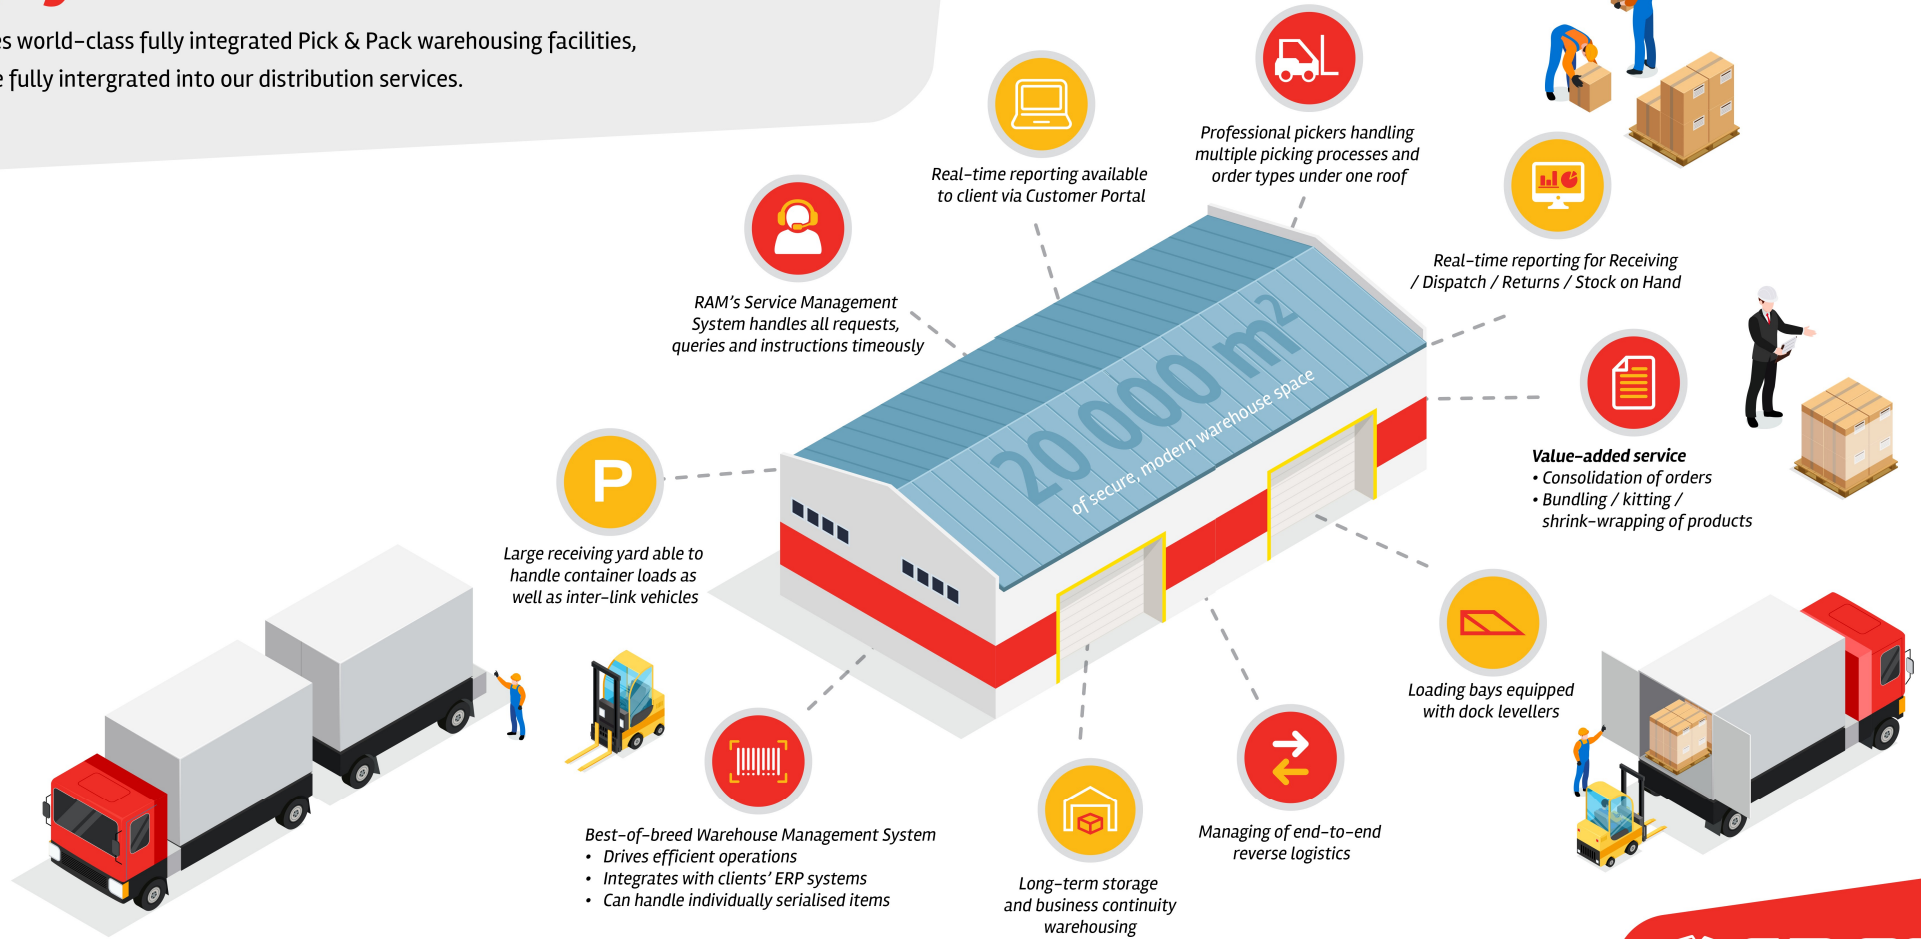 world-class fully integrated Pick & Pack warehousing facilities,
fully intergrated into our distribution services.
Professional pickers handling
multiple picking processes and
order types under one roof
Real-time reporting available
to client via Customer Portal
Real-time reporting for Receiving
/ Dispatch / Returns / Stock on Hand
RAM's Service Management
System handles all requests,
queries and instructions timeously
20 000 m²
of secure, modern warehouse space
Value-added service
• Consolidation of orders
• Bundling / kitting /
shrink-wrapping of products
P
Large receiving yard able to
handle container loads as
well as inter-link vehicles
Loading bays equipped
with dock levellers
Best-of-breed Warehouse Management System
• Drives efficient operations
• Integrates with clients' ERP systems
• Can handle individually serialised items
Managing of end-to-end
reverse logistics
Long-term storage
and business continuity
warehousing